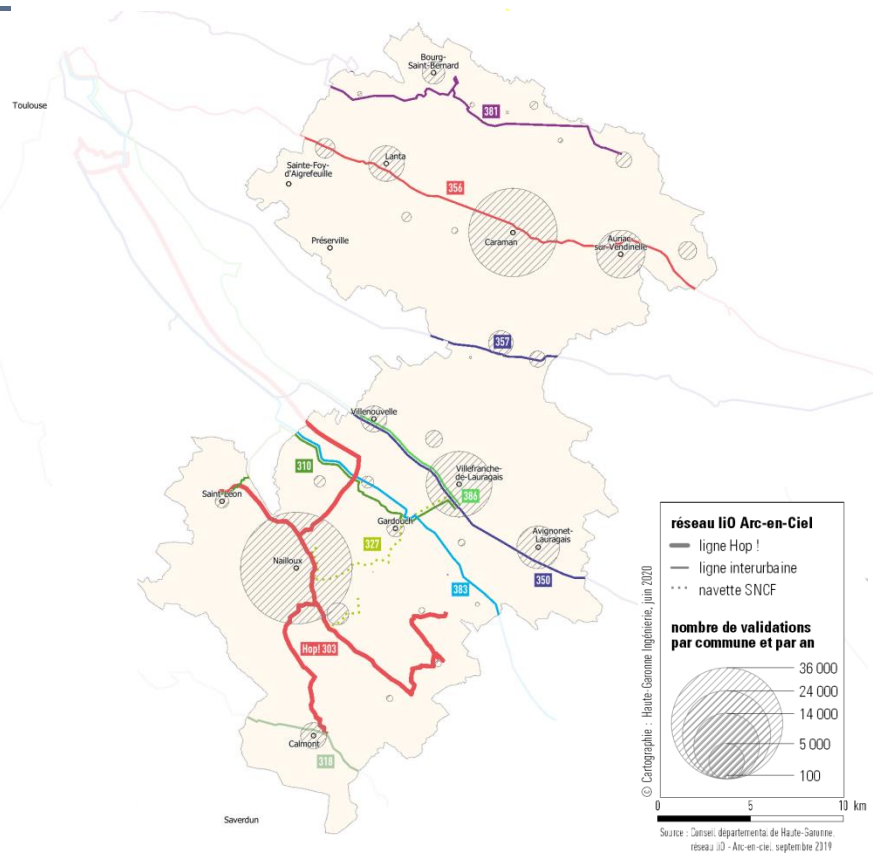 Bourg-
Saint-Bernard
Toulouse
381
Sainte-Foy-
d'Aigrefeuille
Lanta
356
Préserville
Caraman
Auriac
sur-Vendinelle
357
Villenouvelle
310
Villefranche-
de-Lauragais
386
Saint-Léon
Gardouch
327
Nailloux
Avignonet-
Lauragais
350
383
Hop! 303
Calmont
318
Saverdun
réseau liO Arc-en-Ciel
ligne Hop !
ligne interurbaine
navette SNCF
nombre de validations
par commune et par an
36 000
24 000
14 000
5 000
100
© Cartographie : Haute-Garonne Ingénierie, juin 2020
0 5 10 km
Source : Conseil départemental de Haute-Garonne,
réseau liO - Arc-en-ciel, septembre 2019